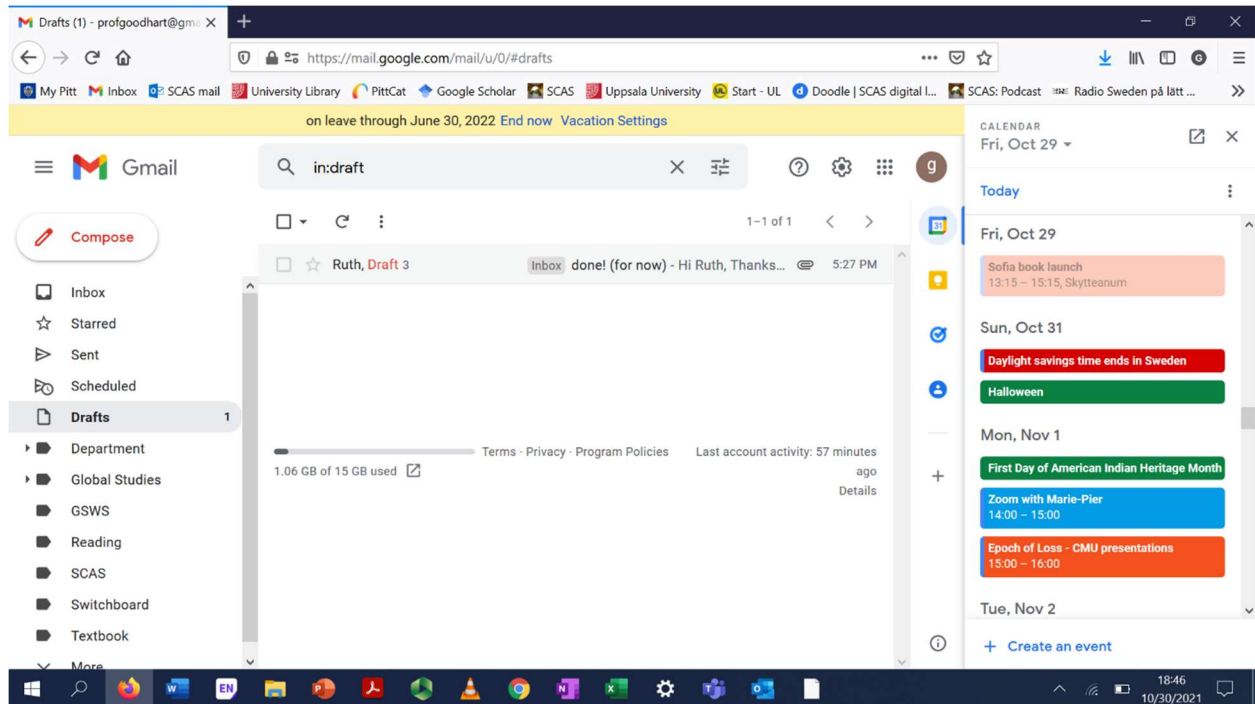 Drafts (1) - profgoodhart@gma
https://mail.google.com/mail/u/0/#drafts
My Pitt Inbox SCAS mail University Library PittCat Google Scholar SCAS Uppsala University Start - UL Doodle | SCAS digital l... SCAS: Podcast Radio Sweden på lätt ...
on leave through June 30, 2022 End now Vacation Settings
Gmail
in:draft
g
Compose
Inbox
Starred
Sent
Scheduled
Drafts 1
Department
Global Studies
GSWS
Reading
SCAS
Switchboard
Textbook
More
1–1 of 1
Ruth, Draft 3 Inbox done! (for now) - Hi Ruth, Thanks... 5:27 PM
1.06 GB of 15 GB used
Terms · Privacy · Program Policies
Last account activity: 57 minutes
ago
Details
CALENDAR
Fri, Oct 29
Today
Fri, Oct 29
Sofia book launch
13:15 – 15:15, Skytteanum
Sun, Oct 31
Daylight savings time ends in Sweden
Halloween
Mon, Nov 1
First Day of American Indian Heritage Month
Zoom with Marie-Pier
14:00 – 15:00
Epoch of Loss - CMU presentations
15:00 – 16:00
Tue, Nov 2
+ Create an event
EN
18:46
10/30/2021